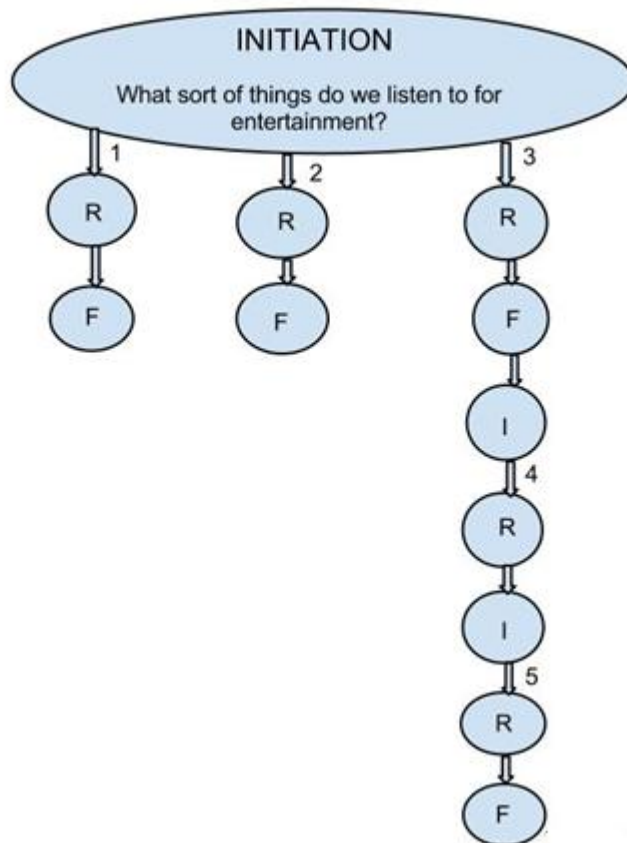 INITIATION
What sort of things do we listen to for
entertainment?
1
2
3
R
R
R
F
F
F
I
4
R
I
5
R
F